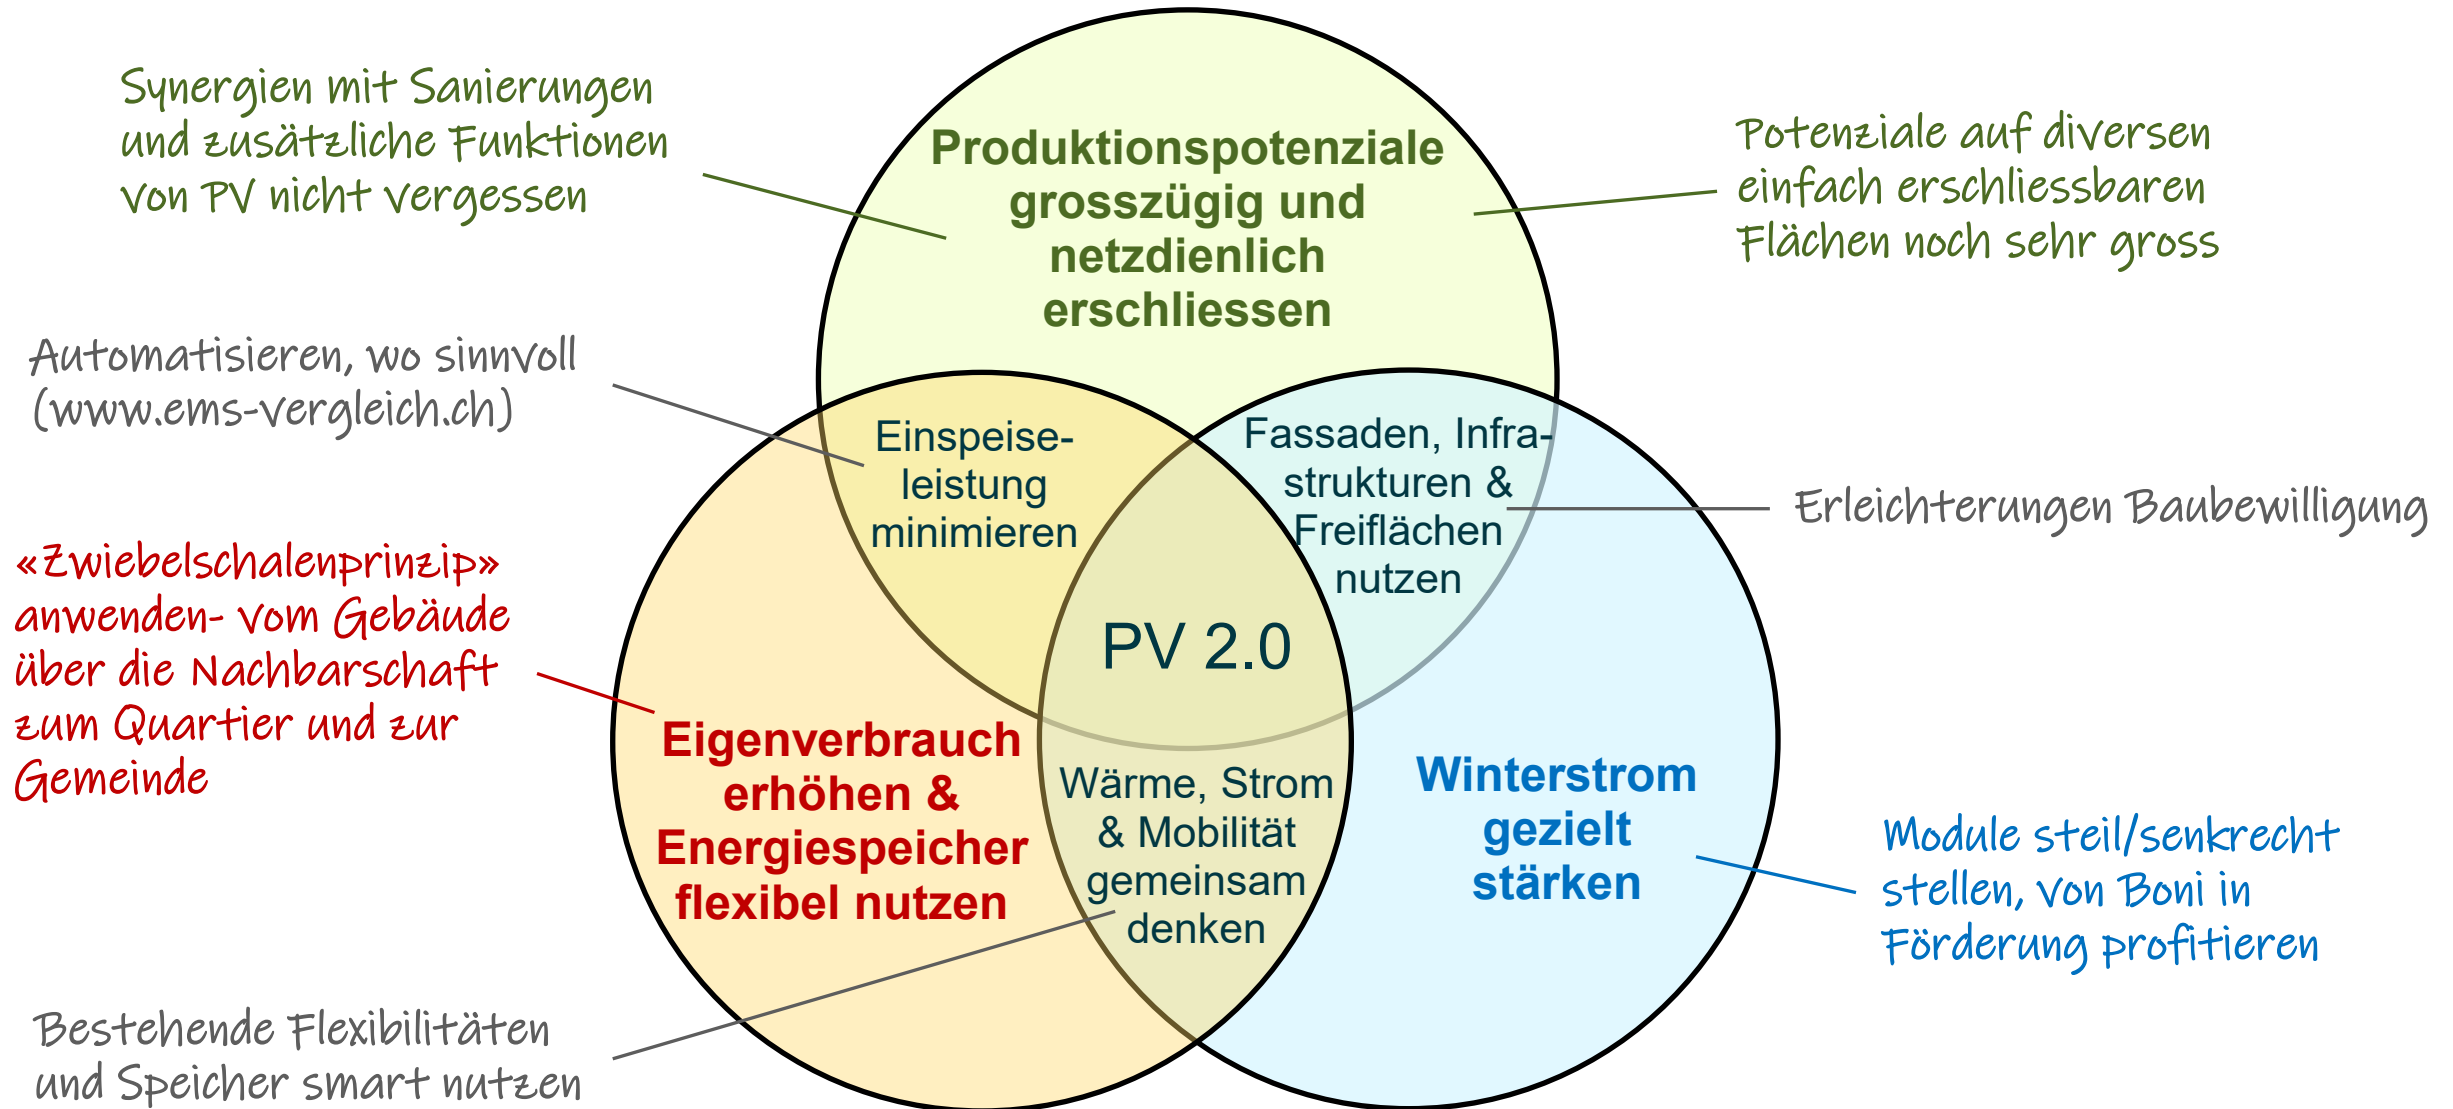 Synergien mit Sanierungen
und zusätzliche Funktionen
von PV nicht vergessen
Produktionspotenziale
grosszügig und
netzdienlich
erschliessen
Potenziale auf diversen
einfach erschliessbaren
Flächen noch sehr gross
Automatisieren, wo sinnvoll
(www.ems-vergleich.ch)
Einspeise-
leistung
minimieren
Fassaden, Infra-
strukturen &
Freiflächen
nutzen
Erleichterungen Baubewilligung
«Zwiebelschalenprinzip»
anwenden- vom Gebäude
über die Nachbarschaft
zum Quartier und zur
Gemeinde
PV 2.0
Eigenverbrauch
erhöhen &
Energiespeicher
flexibel nutzen
Wärme, Strom
& Mobilität
gemeinsam
denken
Winterstrom
gezielt
stärken
Module steil/senkrecht
stellen, von Boni in
Förderung profitieren
Bestehende Flexibilitäten
und Speicher smart nutzen